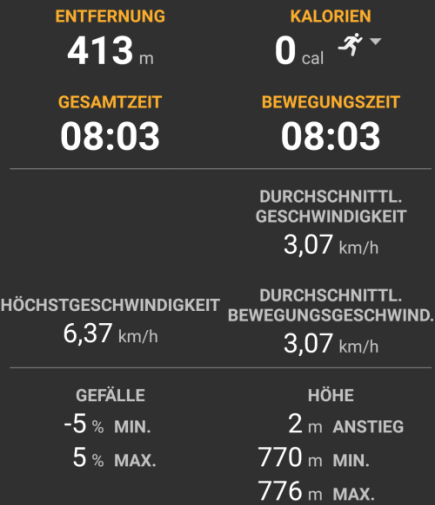 ENTFERNUNG KALORIEN
413 m 0 cal
GESAMTZEIT BEWEGUNGSZEIT
08:03 08:03
DURCHSCHNITTL.
GESCHWINDIGKEIT
3,07 km/h
HÖCHSTGESCHWINDIGKEIT
6,37 km/h
DURCHSCHNITTL.
BEWEGUNGSGESCHWIND.
3,07 km/h
GEFÄLLE
-5 % MIN.
5 % MAX.
HÖHE
2 m ANSTIEG
770 m MIN.
776 m MAX.